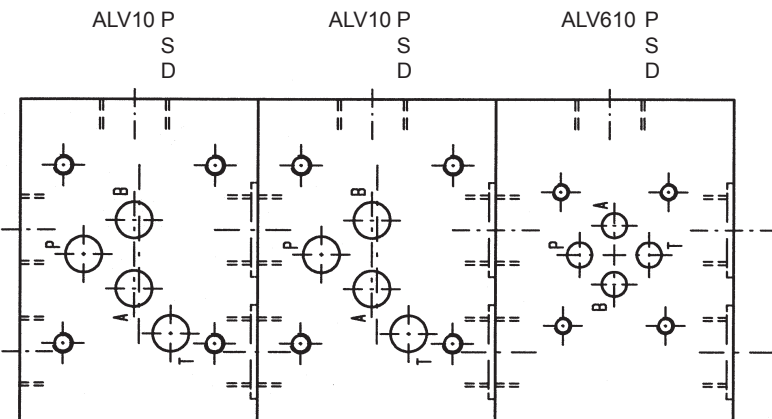 ALV10 P ALV10 P ALV610 P
S S S
D D D
B B A
P P P T
A A B
T T